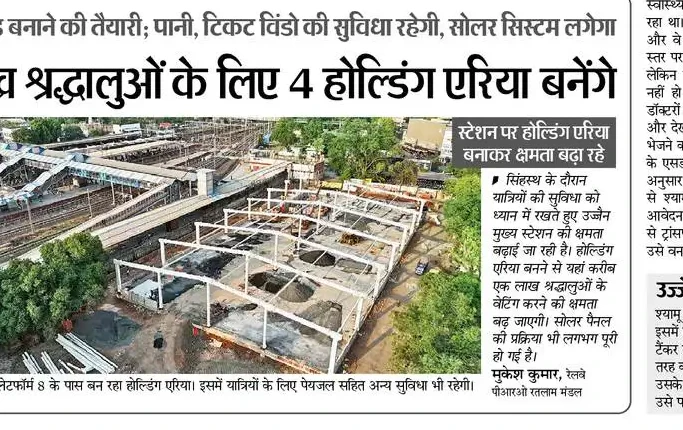 बनाने की तैयारी; पानी, टिकट विंडो की सुविधा रहेगी, सोलर सिस्टम लगेगा
श्रद्धालुओं के लिए 4 होल्डिंग एरिया बनेंगे
स्टेशन पर होल्डिंग एरिया
बनाकर क्षमता बढ़ा रहे
सिंहस्थ के दौरान
यात्रियों की सुविधा को
ध्यान में रखते हुए उज्जैन
मुख्य स्टेशन की क्षमता
बढ़ाई जा रही है। होल्डिंग
एरिया बनने से यहां करीब
एक लाख श्रद्धालुओं के
वेटिंग करने की क्षमता
बढ़ जाएगी। सोलर पैनल
की प्रक्रिया भी लगभग पूरी
हो गई है।
मुकेश कुमार, रेलवे
पीआरओ रतलाम मंडल
8 के पास बन रहा होल्डिंग एरिया। इसमें यात्रियों के लिए पेयजल सहित अन्य सुविधा भी रहेगी।
रहा था।
और वे
स्तर पर
लेकिन
नहीं हो
डॉक्टरों
और देख
भेजने व
के एसड
अनुसार
से श्याम
आवेदन
से ट्रांसप
उसे वन
उज्जे
श्यामू
इसमें
टैंकर
तरह व
उसके
उसे प